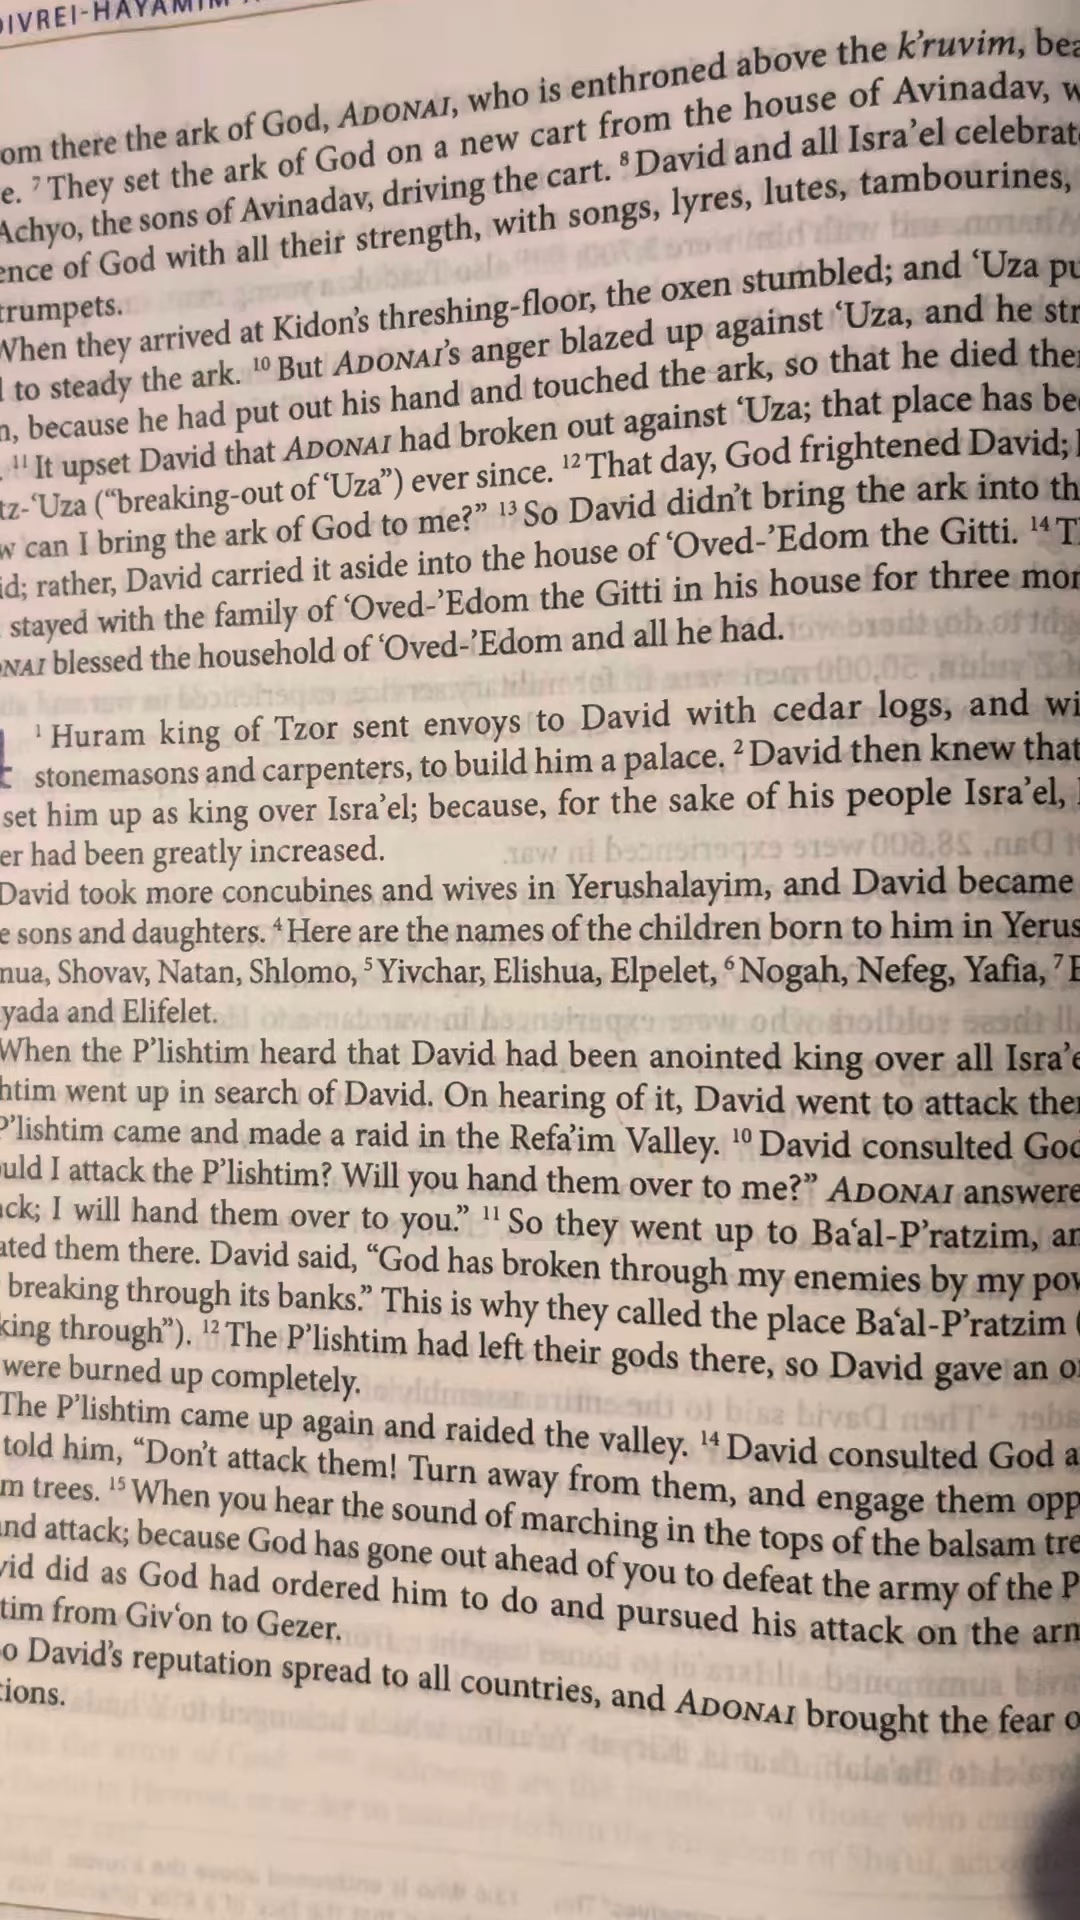 DIVREI-HAYAMIM
om there the ark of God, ADONAI, who is enthroned above the k’ruvim, bea
e. 7 They set the ark of God on a new cart from the house of Avinadav, w
Achyo, the sons of Avinadav, driving the cart. 8 David and all Isra’el celebrat
ence of God with all their strength, with songs, lyres, lutes, tambourines,
trumpets.
When they arrived at Kidon’s threshing-floor, the oxen stumbled; and ‘Uza pu
to steady the ark. 10 But ADONAI’s anger blazed up against ‘Uza, and he str
n, because he had put out his hand and touched the ark, so that he died the
. 11 It upset David that ADONAI had broken out against ‘Uza; that place has be
tz-‘Uza (“breaking-out of ‘Uza”) ever since. 12 That day, God frightened David;
w can I bring the ark of God to me?” 13 So David didn’t bring the ark into th
id; rather, David carried it aside into the house of ‘Oved-’Edom the Gitti. 14 T
stayed with the family of ‘Oved-’Edom the Gitti in his house for three mon
NAI blessed the household of ‘Oved-’Edom and all he had.
1 Huram king of Tzor sent envoys to David with cedar logs, and wi
stonemasons and carpenters, to build him a palace. 2 David then knew that
set him up as king over Isra’el; because, for the sake of his people Isra’el,
er had been greatly increased.
David took more concubines and wives in Yerushalayim, and David became
e sons and daughters. 4 Here are the names of the children born to him in Yerus
nua, Shovav, Natan, Shlomo, 5 Yivchar, Elishua, Elpelet, 6 Nogah, Nefeg, Yafia, 7 E
yada and Elifelet.
When the P’lishtim heard that David had been anointed king over all Isra’e
htim went up in search of David. On hearing of it, David went to attack the
P’lishtim came and made a raid in the Refa’im Valley. 10 David consulted God
ould I attack the P’lishtim? Will you hand them over to me?” ADONAI answere
ack; I will hand them over to you.” 11 So they went up to Ba‘al-P’ratzim, an
ated them there. David said, “God has broken through my enemies by my pow
breaking through its banks.” This is why they called the place Ba‘al-P’ratzim (
king through”). 12 The P’lishtim had left their gods there, so David gave an o
were burned up completely.
The P’lishtim came up again and raided the valley. 14 David consulted God a
told him, “Don’t attack them! Turn away from them, and engage them opp
m trees. 15 When you hear the sound of marching in the tops of the balsam tre
nd attack; because God has gone out ahead of you to defeat the army of the P
vid did as God had ordered him to do and pursued his attack on the arm
tim from Giv‘on to Gezer.
o David’s reputation spread to all countries, and ADONAI brought the fear o
tions.